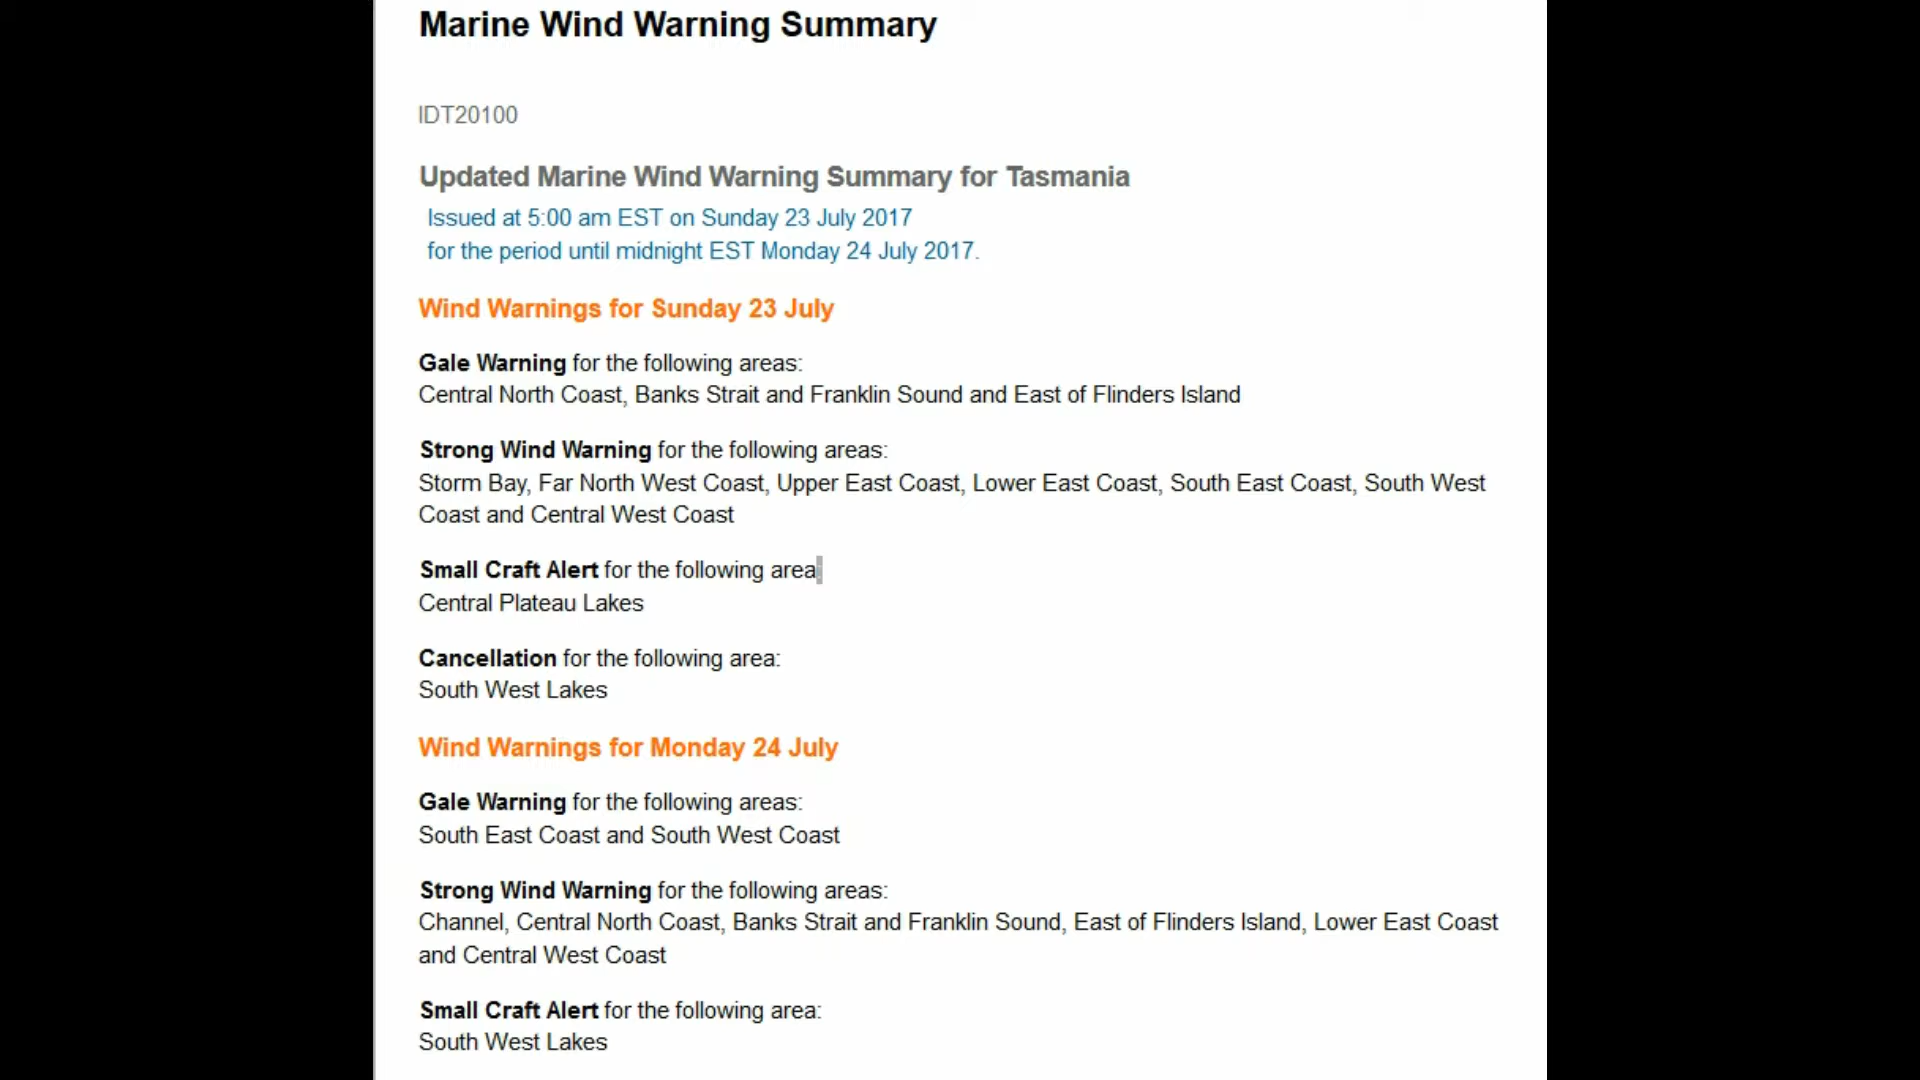 Marine Wind Warning Summary
IDT20100
Updated Marine Wind Warning Summary for Tasmania
Issued at 5:00 am EST on Sunday 23 July 2017
for the period until midnight EST Monday 24 July 2017.
Wind Warnings for Sunday 23 July
Gale Warning for the following areas:
Central North Coast, Banks Strait and Franklin Sound and East of Flinders Island
Strong Wind Warning for the following areas:
Storm Bay, Far North West Coast, Upper East Coast, Lower East Coast, South East Coast, South West
Coast and Central West Coast
Small Craft Alert for the following area:
Central Plateau Lakes
Cancellation for the following area:
South West Lakes
Wind Warnings for Monday 24 July
Gale Warning for the following areas:
South East Coast and South West Coast
Strong Wind Warning for the following areas:
Channel, Central North Coast, Banks Strait and Franklin Sound, East of Flinders Island, Lower East Coast
and Central West Coast
Small Craft Alert for the following area:
South West Lakes